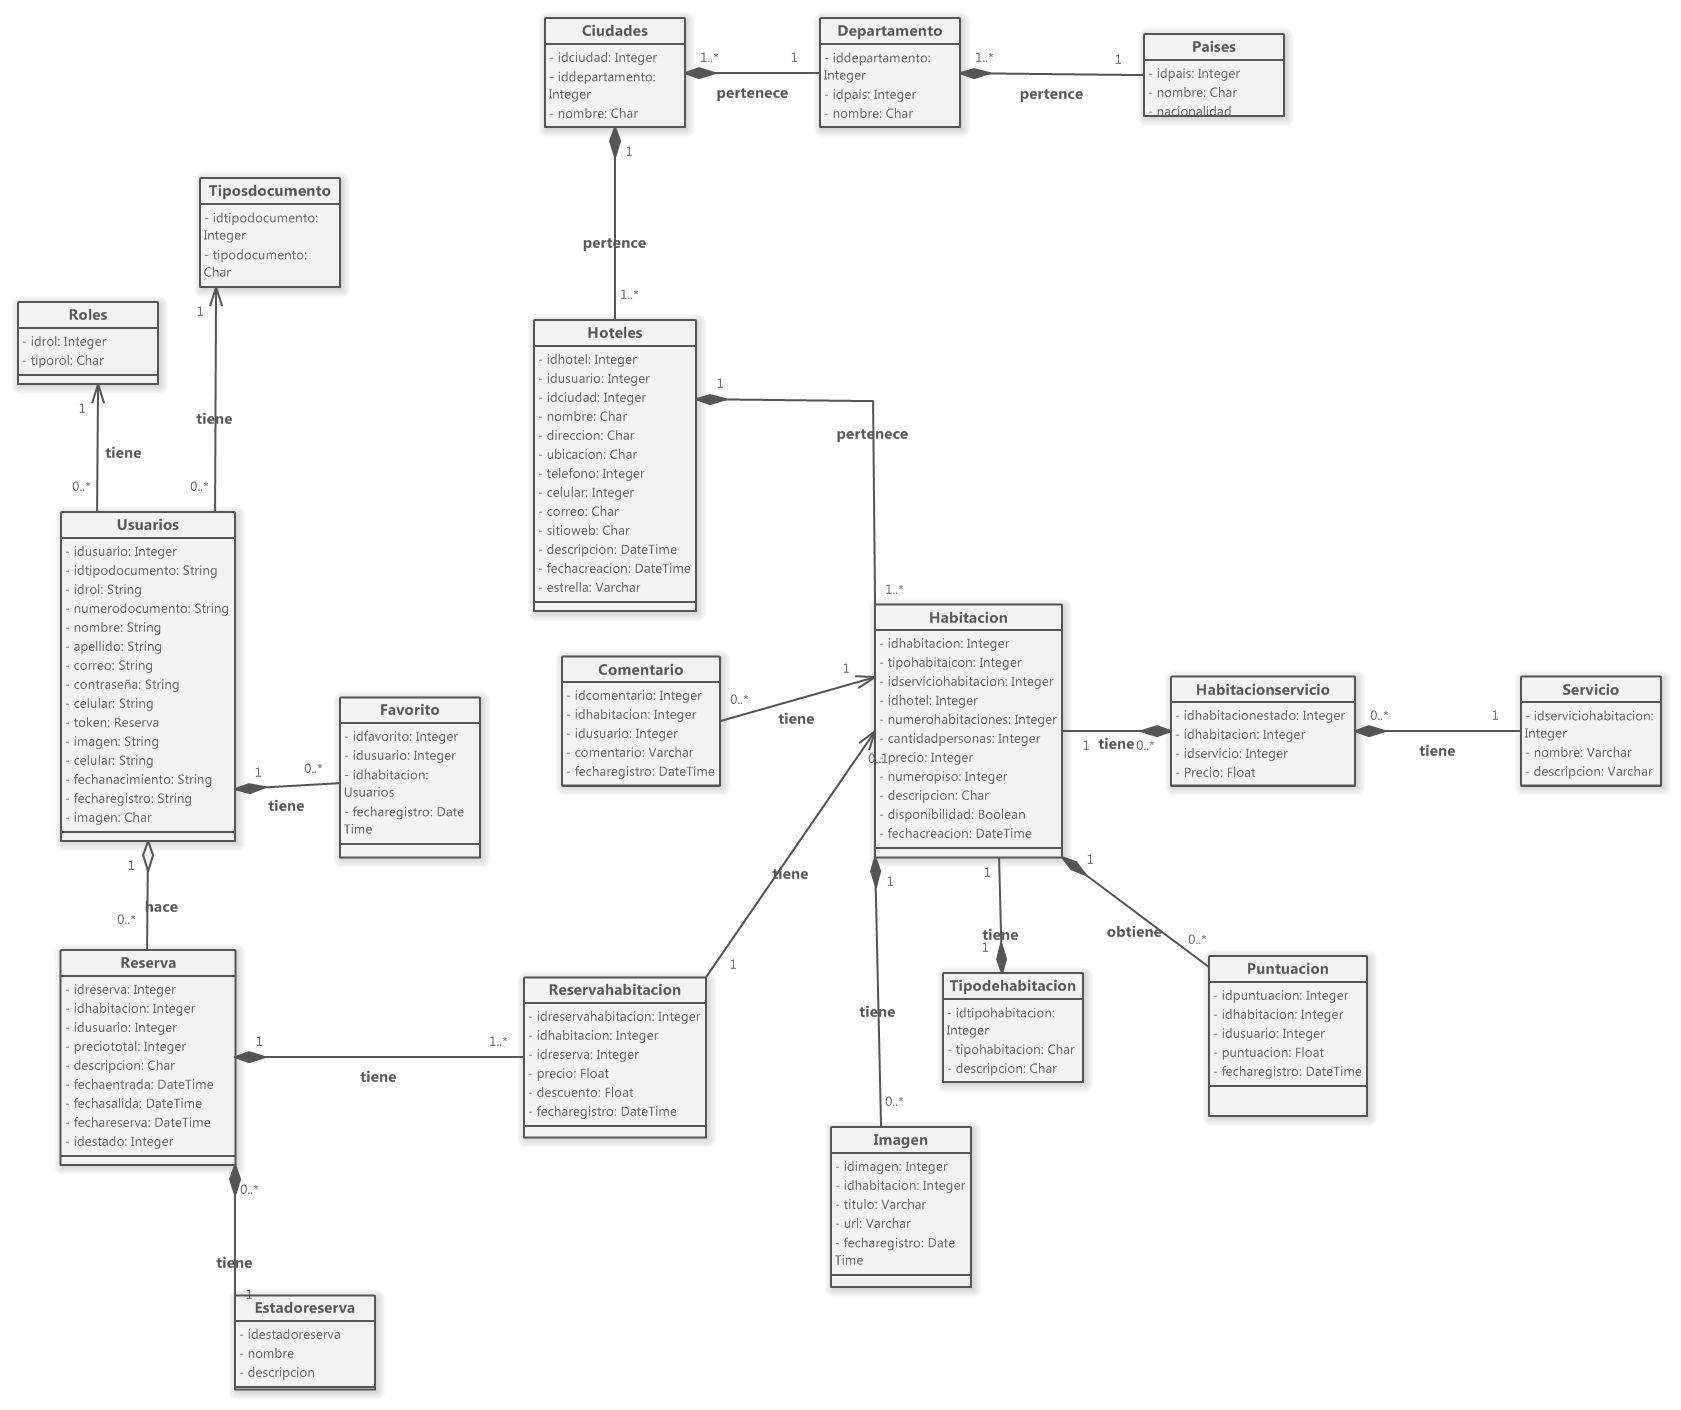 Ciudades
- idciudad: Integer
- iddepartamento:
Integer
- nombre: Char
1..*
1
pertenece
Departamento
- iddepartamento:
Integer
- idpais: Integer
- nombre: Char
1..*
1
pertence
Paises
- idpais: Integer
- nombre: Char
- nacionalidad
1
pertence
1..*
Tiposdocumento
- idtipodocumento:
Integer
- tipodocumento:
Char
1
tiene
0..*
Roles
- idrol: Integer
- tiporol: Char
1
tiene
0..*
Hoteles
- idhotel: Integer
- idusuario: Integer
- idciudad: Integer
- nombre: Char
- direccion: Char
- ubicacion: Char
- telefono: Integer
- celular: Integer
- correo: Char
- sitioweb: Char
- descripcion: DateTime
- fechacreacion: DateTime
- estrella: Varchar
1
pertenece
1..*
Usuarios
- idusuario: Integer
- idtipodocumento: String
- idrol: String
- numerodocumento: String
- nombre: String
- apellido: String
- correo: String
- contraseña: String
- celular: String
- token: Reserva
- imagen: String
- celular: String
- fechanacimiento: String
- fecharegistro: String
- imagen: Char
1
0..*
tiene
Favorito
- idfavorito: Integer
- idusuario: Integer
- idhabitacion:
Usuarios
- fecharegistro: Date
Time
Comentario
- idcomentario: Integer
- idhabitacion: Integer
- idusuario: Integer
- comentario: Varchar
- fecharegistro: DateTime
0..*
1
tiene
Habitacion
- idhabitacion: Integer
- tipohabitaicon: Integer
- idserviciohabitacion: Integer
- idhotel: Integer
- numerohabitaciones: Integer
- cantidadpersonas: Integer
- precio: Integer
- numeropiso: Integer
- descripcion: Char
- disponibilidad: Boolean
- fechacreacion: DateTime
0..1
tiene
1
1
tiene
0..*
Habitacionservicio
- idhabitacionestado: Integer
- idhabitacion: Integer
- idservicio: Integer
- Precio: Float
0..*
1
tiene
Servicio
- idserviciohabitacion:
Integer
- nombre: Varchar
- descripcion: Varchar
1
hace
0..*
Reserva
- idreserva: Integer
- idhabitacion: Integer
- idusuario: Integer
- preciototal: Integer
- descripcion: Char
- fechaentrada: DateTime
- fechasalida: DateTime
- fechareserva: DateTime
- idestado: Integer
1
1..*
tiene
Reservahabitacion
- idreservahabitacion: Integer
- idhabitacion: Integer
- idreserva: Integer
- precio: Float
- descuento: Float
- fecharegistro: DateTime
1
tiene
0..*
Imagen
- idimagen: Integer
- idhabitacion: Integer
- titulo: Varchar
- url: Varchar
- fecharegistro: Date
Time
1
tiene
1
Tipodehabitacion
- idtipohabitacion:
Integer
- tipohabitacion: Char
- descripcion: Char
1
obtiene
0..*
Puntuacion
- idpuntuacion: Integer
- idhabitacion: Integer
- idusuario: Integer
- puntuacion: Float
- fecharegistro: DateTime
0..*
tiene
1
Estadoreserva
- idestadoreserva
- nombre
- descripcion